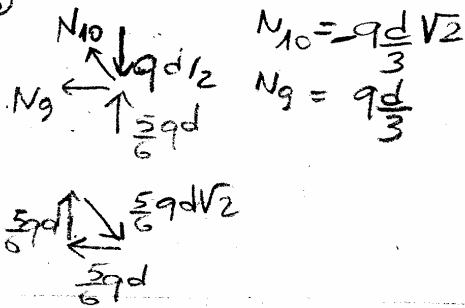 N10
qd/2
N9
5/6 qd
N10 = -qd/3 √2
N9 = qd/3
5/6 qd
5/6 qd√2
5/6 qd